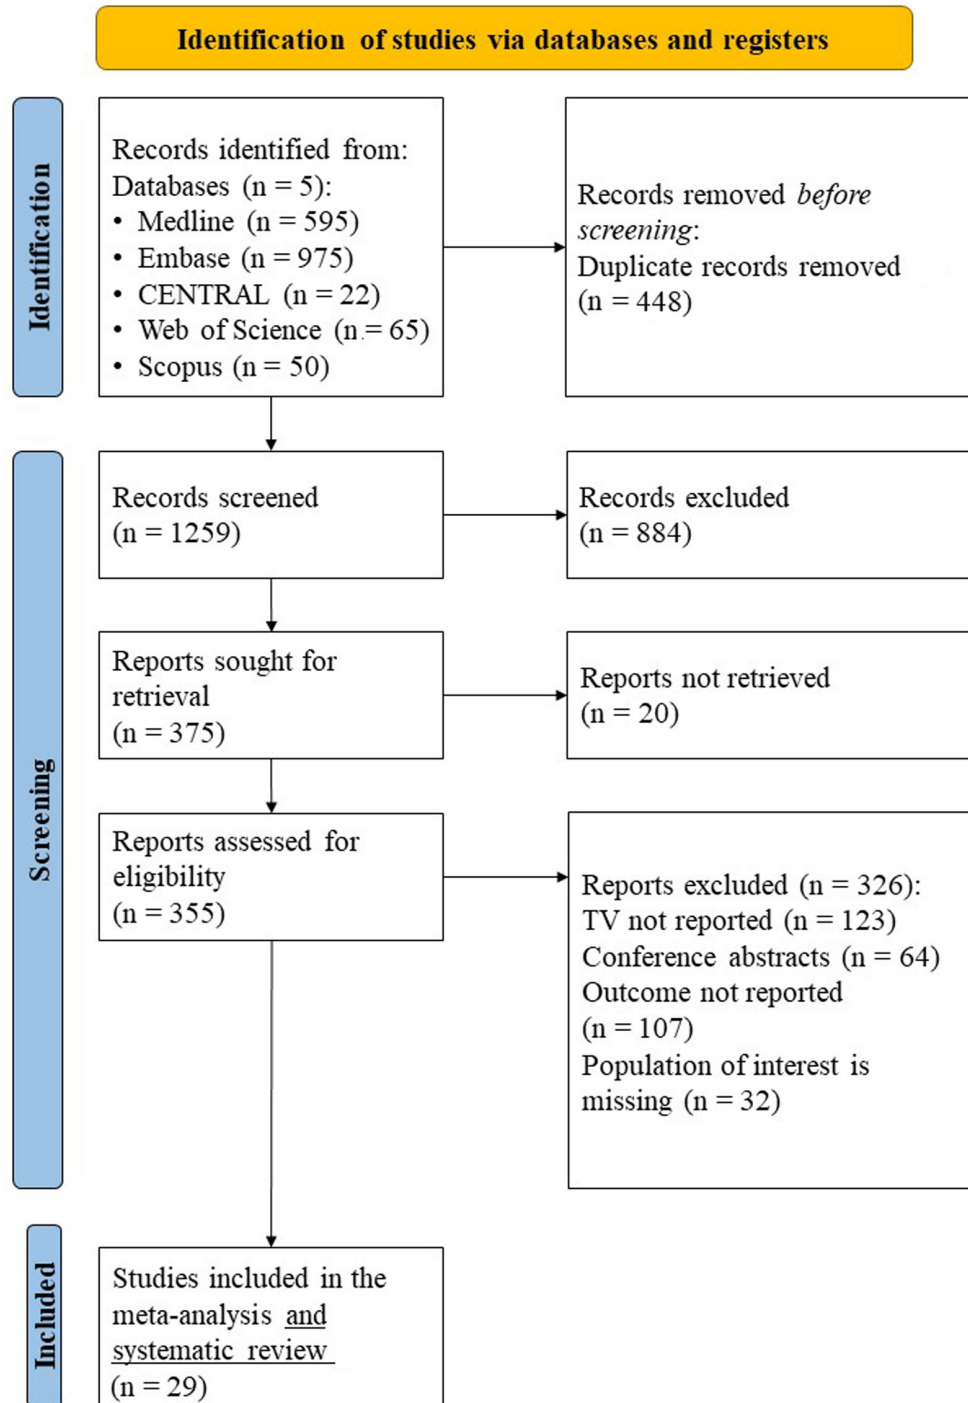 Identification of studies via databases and registers
Identification
Records identified from:
Databases (n = 5):
• Medline (n = 595)
• Embase (n = 975)
• CENTRAL (n = 22)
• Web of Science (n.= 65)
• Scopus (n = 50)
Records removed before
screening:
Duplicate records removed
(n = 448)
Screening
Records screened
(n = 1259)
Records excluded
(n = 884)
Reports sought for
retrieval
(n = 375)
Reports not retrieved
(n = 20)
Reports assessed for
eligibility
(n = 355)
Reports excluded (n = 326):
TV not reported (n = 123)
Conference abstracts (n = 64)
Outcome not reported
(n = 107)
Population of interest is
missing (n = 32)
Included
Studies included in the
meta-analysis and
systematic review
(n = 29)